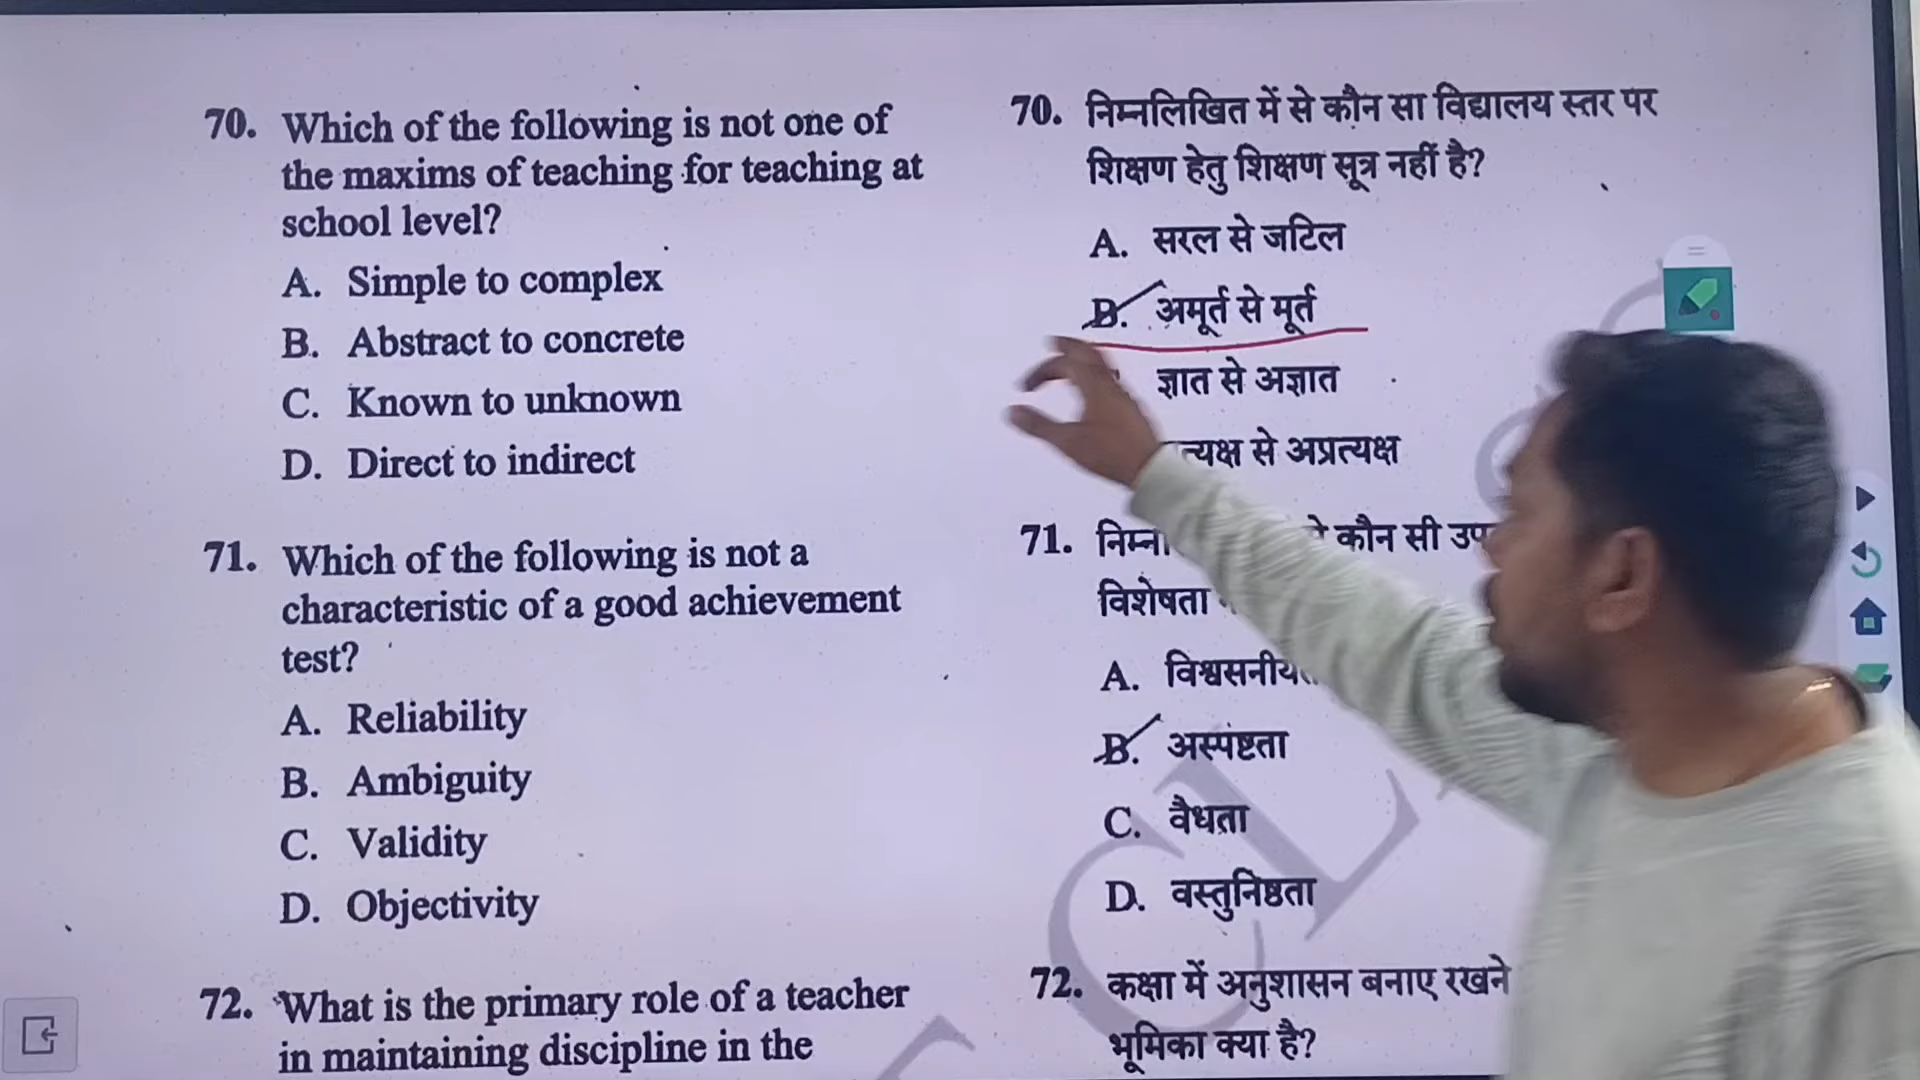 70. Which of the following is not one of
the maxims of teaching for teaching at
school level?
A. Simple to complex
B. Abstract to concrete
C. Known to unknown
D. Direct to indirect
71. Which of the following is not a
characteristic of a good achievement
test?
A. Reliability
B. Ambiguity
C. Validity
D. Objectivity
72. What is the primary role of a teacher
in maintaining discipline in the
70. निम्नलिखित में से कौन सा विद्यालय स्तर पर
शिक्षण हेतु शिक्षण सूत्र नहीं है?
A. सरल से जटिल
B. अमूर्त से मूर्त
ज्ञात से अज्ञात
से अप्रत्यक्ष
71. कौन सी
विशेषता
A.
B. अस्पष्टता
C. वैधता
D. वस्तुनिष्ठता
72. कक्षा में अनुशासन बनाए रखने
भूमिका क्या है?